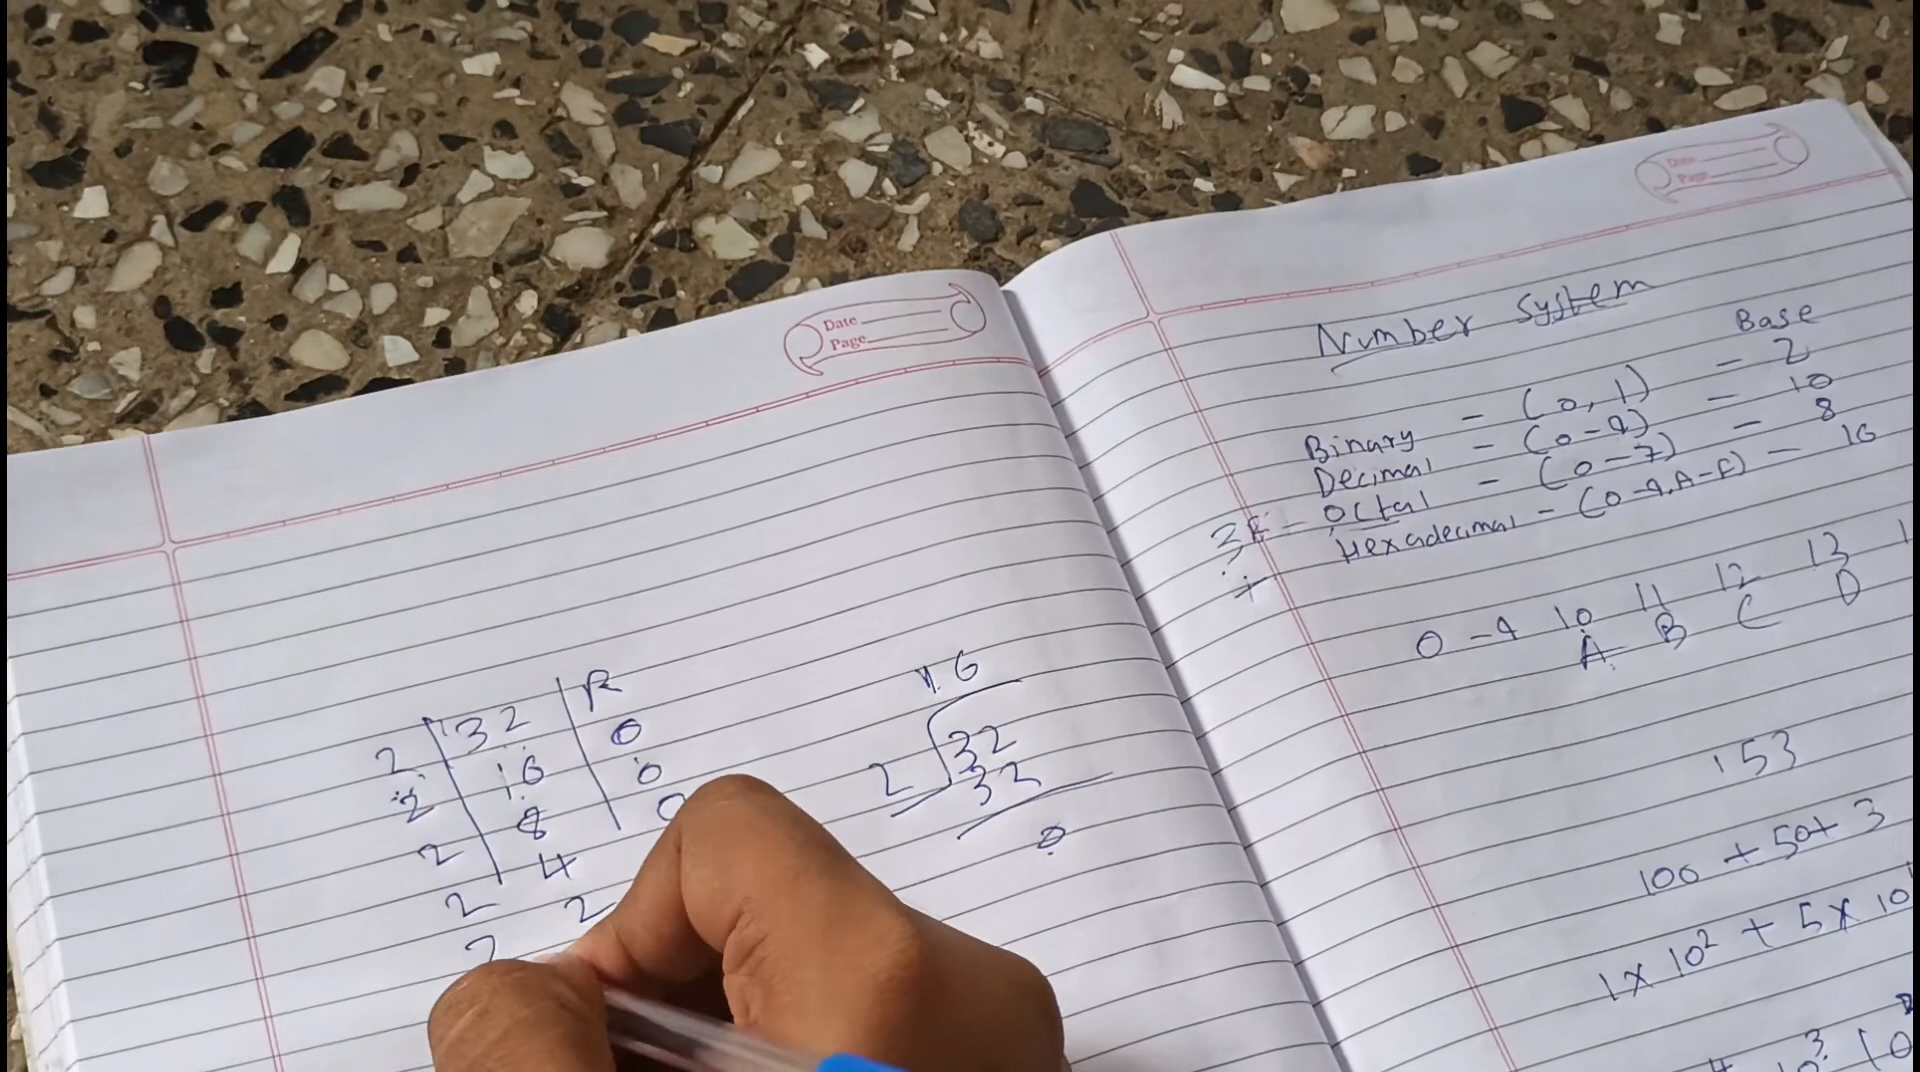 Date
Page
2 32 R
2 16 0
2 8 0
2 4
2 2
2
16
2 32
32
0
Date
Page
Number System
Base
Binary - (0, 1) - 2
Decimal - (0-9) - 10
Octal - (0-7) - 8
Hexadecimal - (0-9, A-F) - 16
0-9 10 11 12 13
A B C D
153
100 + 50 + 3
1 x 10² + 5 x 10